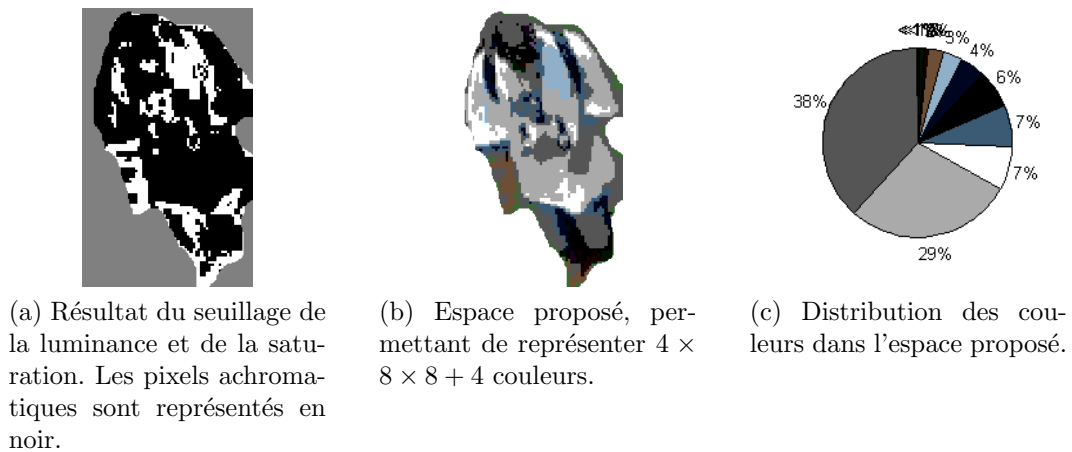 3%
4%
6%
7%
7%
29%
38%
(a) Résultat du seuillage de
la luminance et de la satu-
ration. Les pixels achroma-
tiques sont représentés en
noir.
(b) Espace proposé, per-
mettant de représenter 4 ×
8 × 8 + 4 couleurs.
(c) Distribution des cou-
leurs dans l'espace proposé.